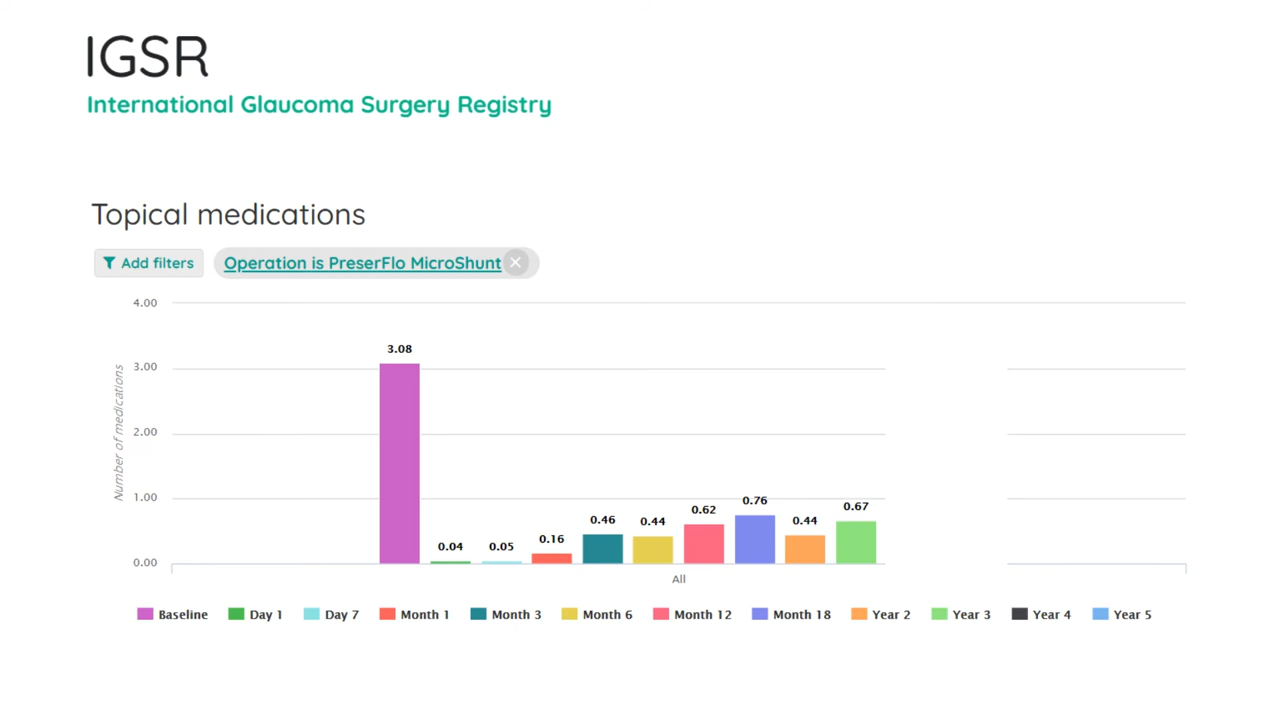 IGSR
International Glaucoma Surgery Registry
Topical medications
Add filters Operation is PreserFlo MicroShunt ×
Number of medications
4.00
3.00
2.00
1.00
0.00
3.08 0.04 0.05 0.16 0.46 0.44 0.62 0.76 0.44 0.67
All
Baseline Day 1 Day 7 Month 1 Month 3 Month 6 Month 12 Month 18 Year 2 Year 3 Year 4 Year 5